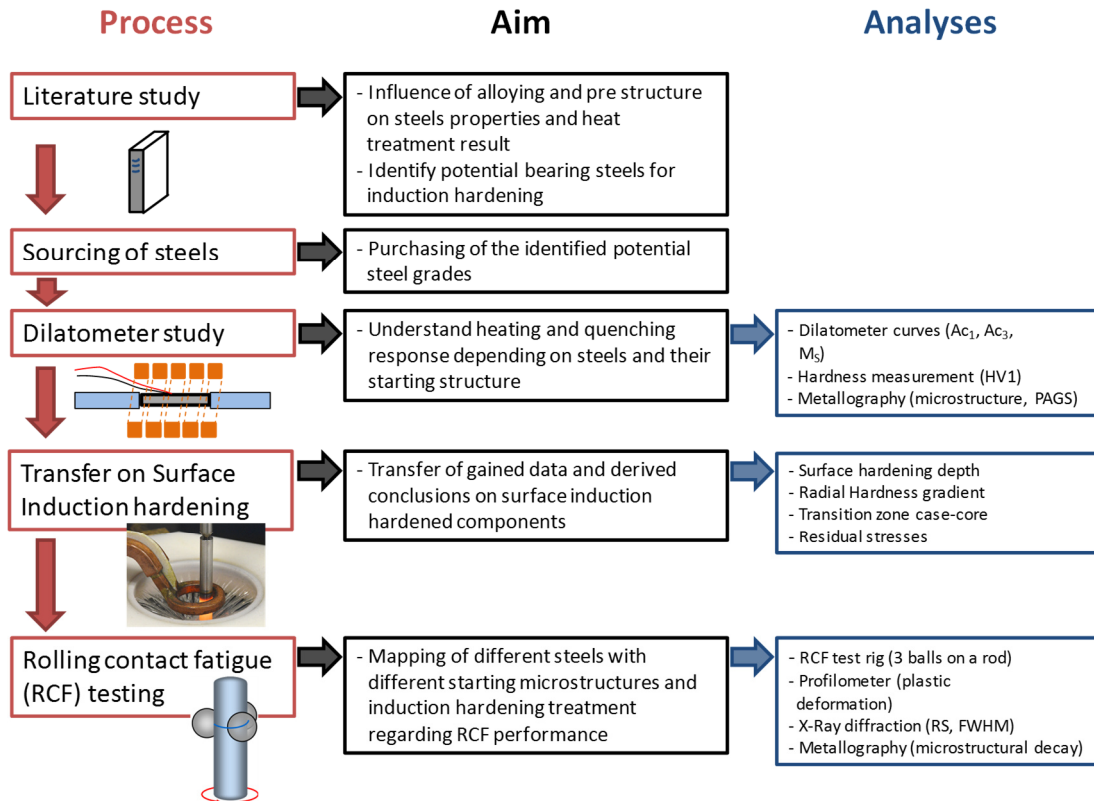 Process
Aim
Analyses
Literature study
- Influence of alloying and pre structure
on steels properties and heat
treatment result
- Identify potential bearing steels for
induction hardening
Sourcing of steels
- Purchasing of the identified potential
steel grades
Dilatometer study
- Understand heating and quenching
response depending on steels and their
starting structure
- Dilatometer curves (Ac₁, Ac₃,
Mₛ)
- Hardness measurement (HV1)
- Metallography (microstructure, PAGS)
Transfer on Surface
Induction hardening
- Transfer of gained data and derived
conclusions on surface induction
hardened components
- Surface hardening depth
- Radial Hardness gradient
- Transition zone case-core
- Residual stresses
Rolling contact fatigue
(RCF) testing
- Mapping of different steels with
different starting microstructures and
induction hardening treatment
regarding RCF performance
- RCF test rig (3 balls on a rod)
- Profilometer (plastic
deformation)
- X-Ray diffraction (RS, FWHM)
- Metallography (microstructural decay)